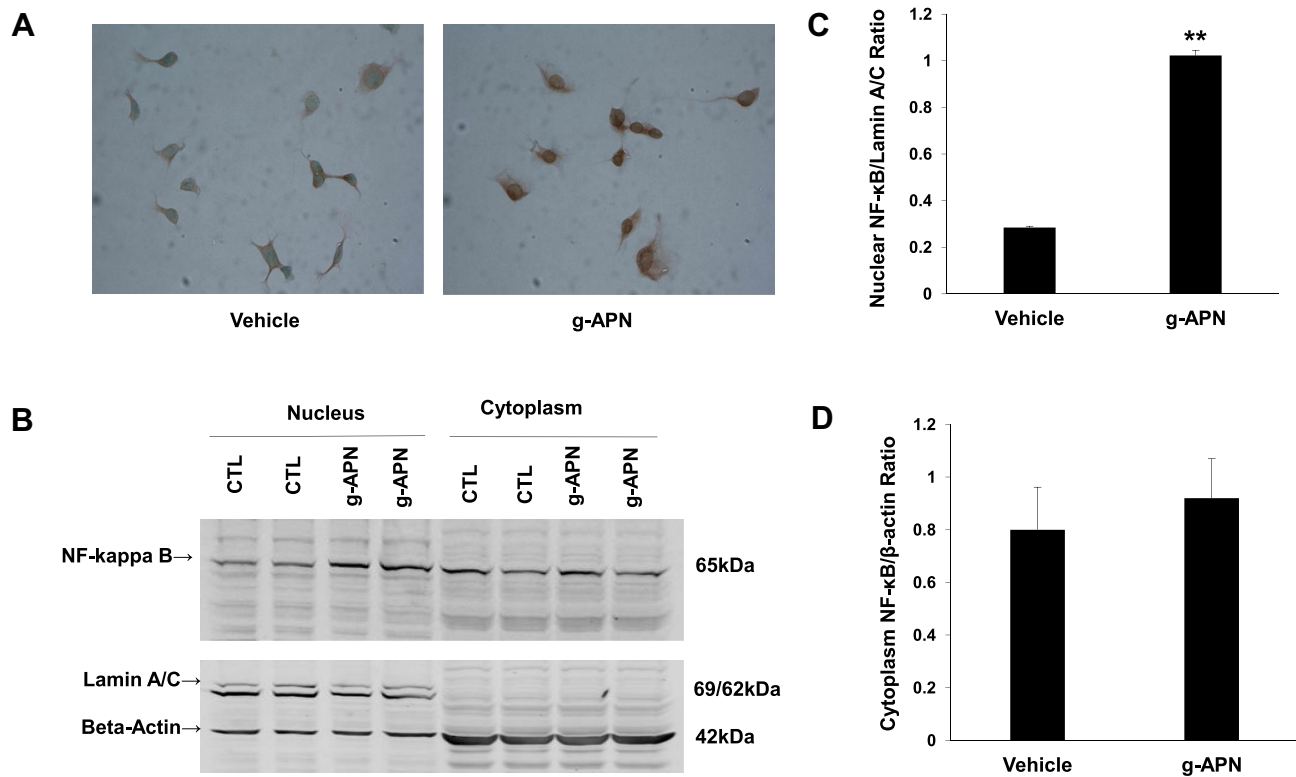 A
Vehicle
g-APN
B
Nucleus
Cytoplasm
CTL
CTL
g-APN
g-APN
CTL
CTL
g-APN
g-APN
NF-kappa B→
65kDa
Lamin A/C→
69/62kDa
Beta-Actin→
42kDa
C
Nuclear NF-κB/Lamin A/C Ratio
1.2
1
0.8
0.6
0.4
0.2
0
**
Vehicle
g-APN
D
Cytoplasm NF-κB/β-actin Ratio
1.2
1
0.8
0.6
0.4
0.2
0
Vehicle
g-APN